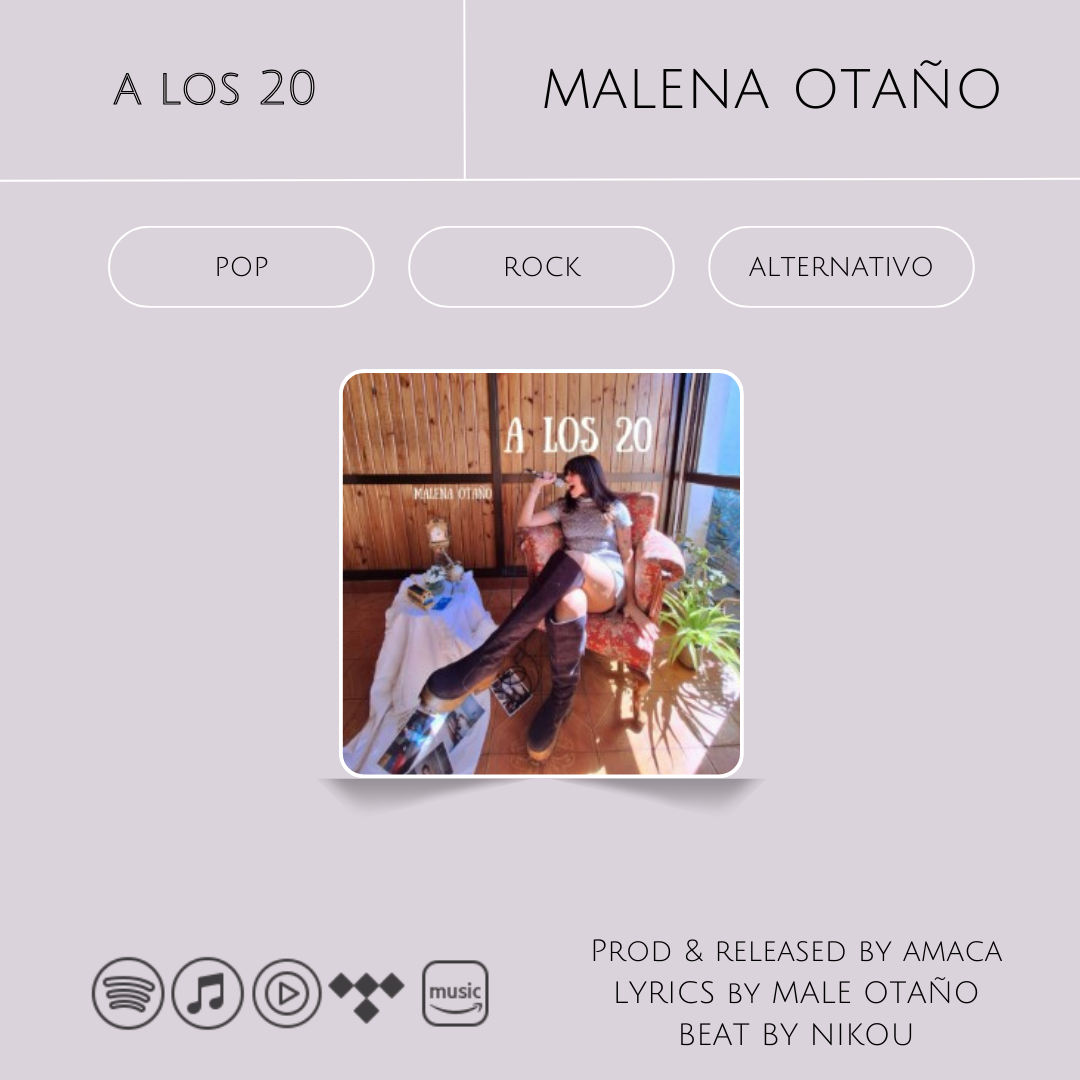 A LOS 20
MALENA OTAÑO
POP
ROCK
ALTERNATIVO
A LOS 20
MALENA OTAÑO
music
PROD & RELEASED BY AMACA
LYRICS BY MALE OTAÑO
BEAT BY NIKOU